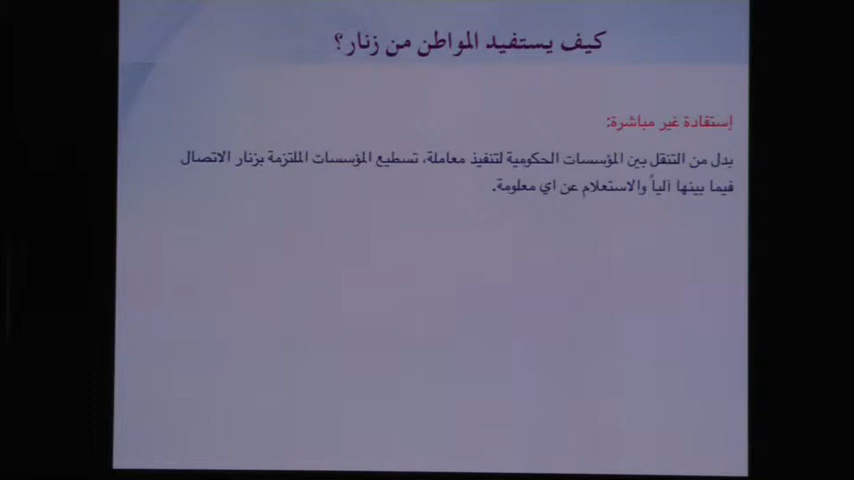 كيف يستفيد المواطن من زنار؟
إستفادة غير مباشرة:
بدل من التنقل بين المؤسسات الحكومية لتنفيذ معاملة، تسطيع المؤسسات الملتزمة بزنار الاتصال
فيما بينها آلياً والاستعلام عن اي معلومة.